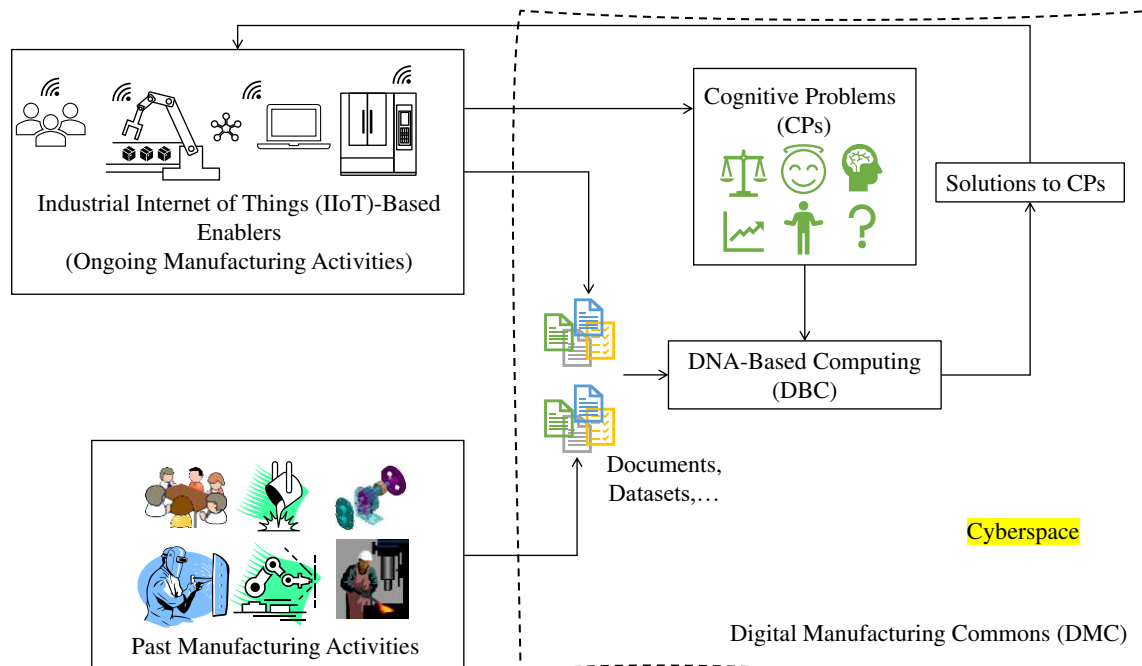 Cognitive Problems
(CPs)
Solutions to CPs
Industrial Internet of Things (IIoT)-Based
Enablers
(Ongoing Manufacturing Activities)
?
DNA-Based Computing
(DBC)
Documents,
Datasets,…
Cyberspace
Past Manufacturing Activities
Digital Manufacturing Commons (DMC)